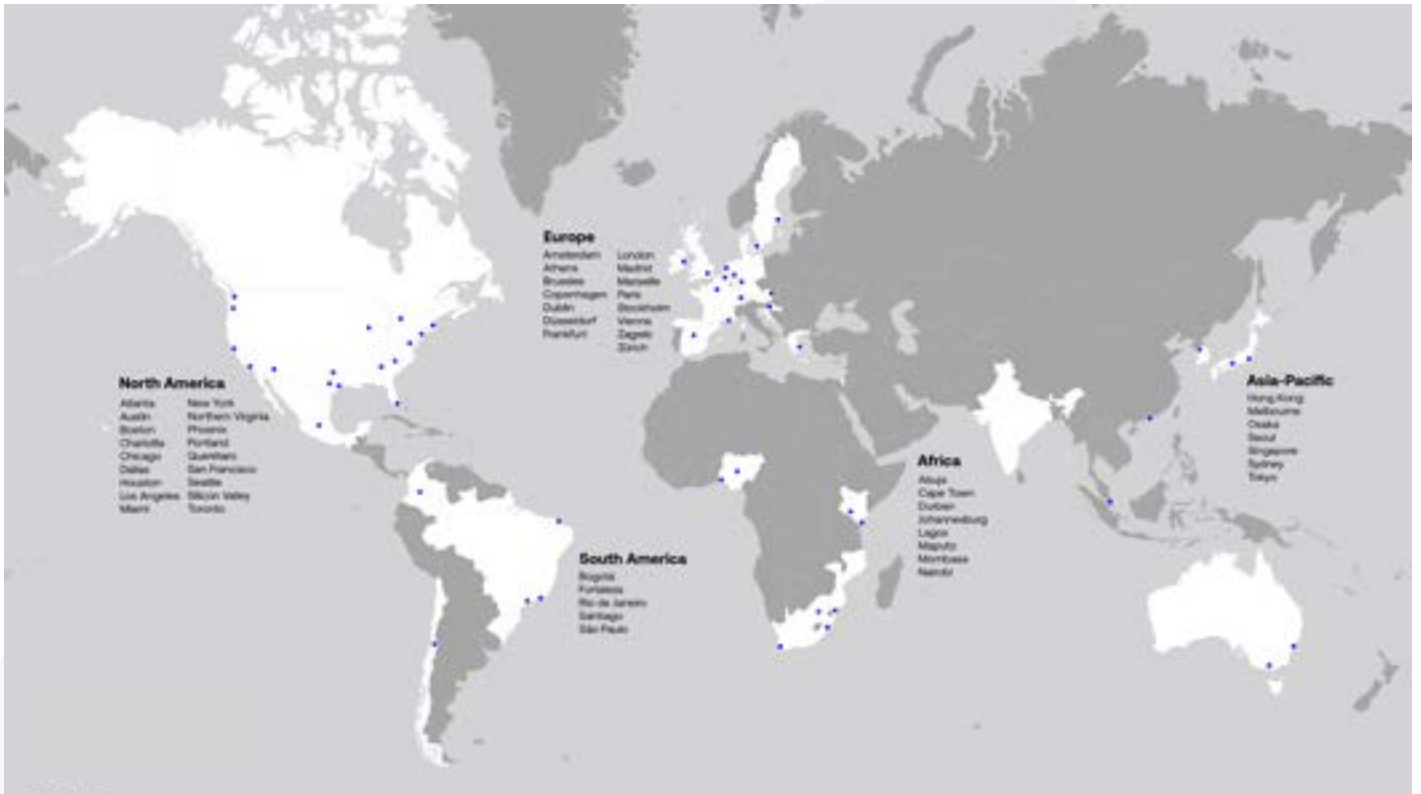 Europe
Amsterdam London
Athens Madrid
Brussles Marseille
Copenhagen Paris
Dublin Stockholm
Düsseldorf Vienna
Frankfurt Zagreb
Zürich
North America
Atlanta New York
Austin Northern Virginia
Boston Phoenix
Charlotte Portland
Chicago Querétaro
Dallas San Francisco
Houston Seattle
Los Angeles Silicon Valley
Miami Toronto
South America
Bogotá
Fortaleza
Rio de Janeiro
Santiago
São Paulo
Africa
Abuja
Cape Town
Durban
Johannesburg
Lagos
Maputo
Mombasa
Nairobi
Asia-Pacific
Hong Kong
Melbourne
Osaka
Seoul
Singapore
Sydney
Tokyo